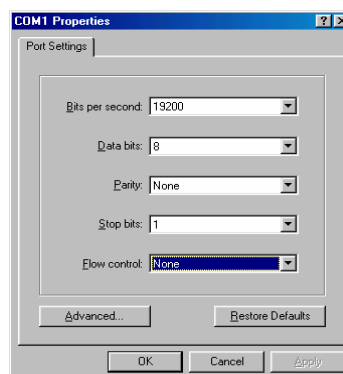 COM1 Properties
Port Settings
Bits per second: 19200
Data bits: 8
Parity: None
Stop bits: 1
Flow control: None
Advanced... Restore Defaults
OK Cancel Apply